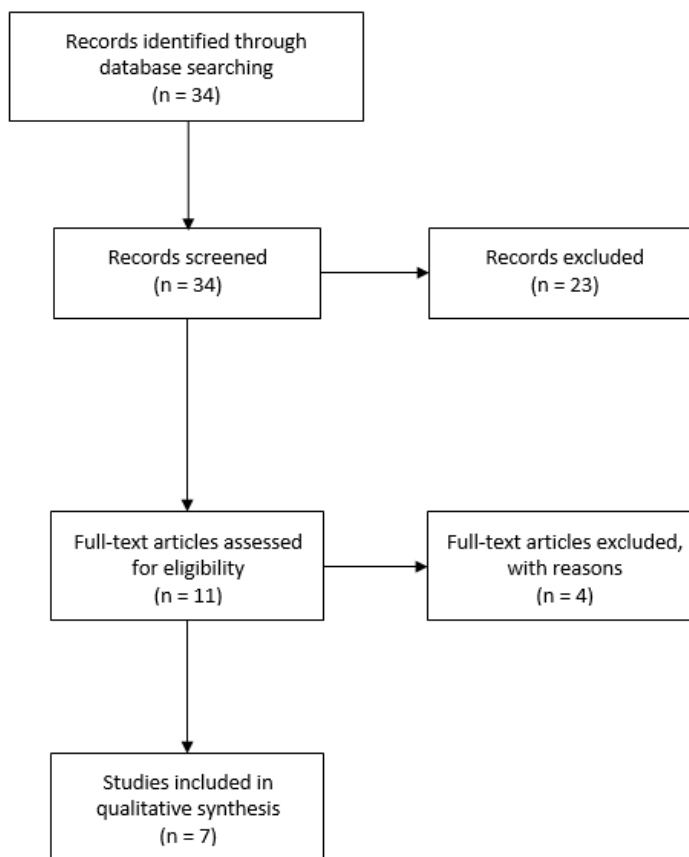 Records identified through
database searching
(n = 34)
Records screened
(n = 34)
Records excluded
(n = 23)
Full-text articles assessed
for eligibility
(n = 11)
Full-text articles excluded,
with reasons
(n = 4)
Studies included in
qualitative synthesis
(n = 7)